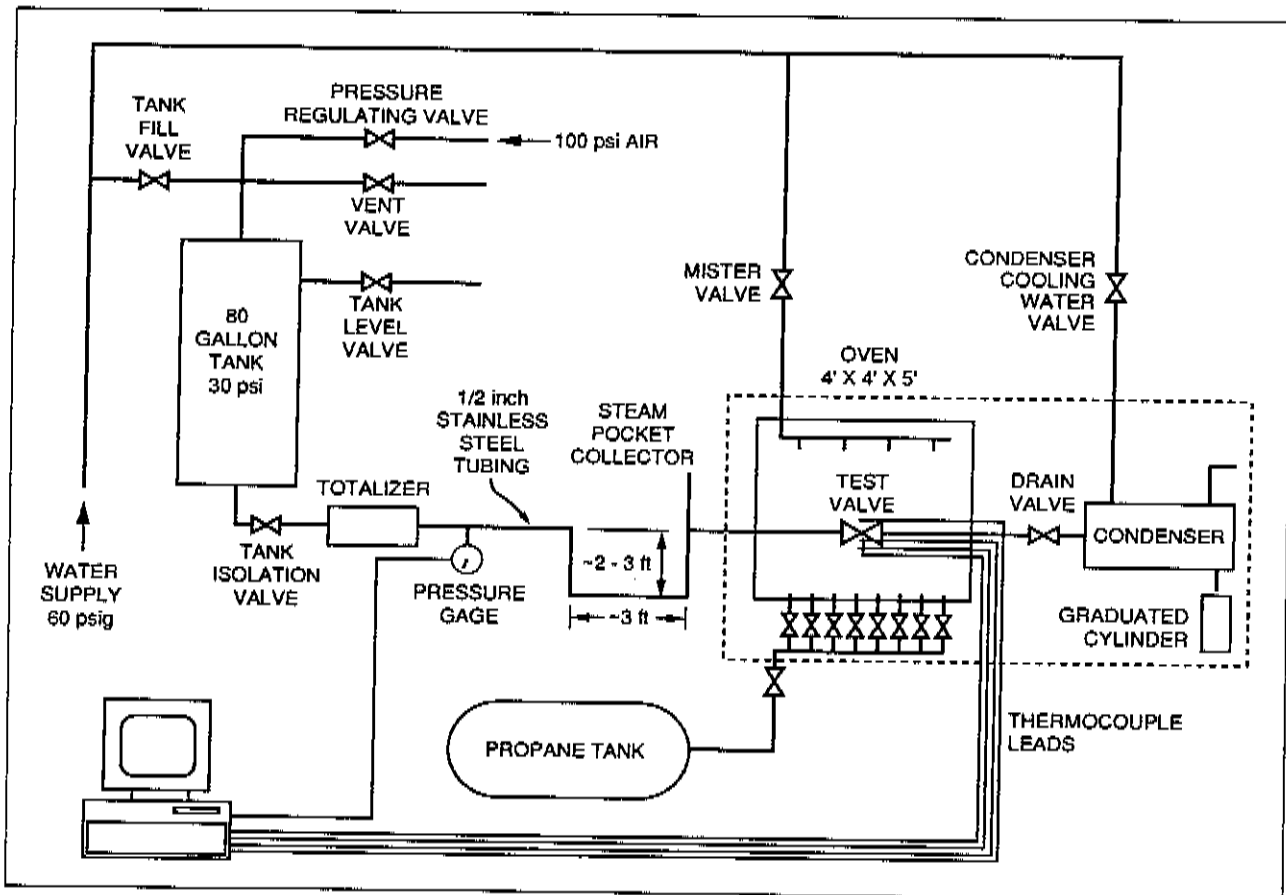 TANK
FILL
VALVE
PRESSURE
REGULATING VALVE
100 psi AIR
VENT
VALVE
80
GALLON
TANK
30 psi
TANK
LEVEL
VALVE
MISTER
VALVE
CONDENSER
COOLING
WATER
VALVE
OVEN
4' X 4' X 5'
1/2 inch
STAINLESS
STEEL
TUBING
STEAM
POCKET
COLLECTOR
TOTALIZER
TEST
VALVE
DRAIN
VALVE
CONDENSER
WATER
SUPPLY
60 psig
TANK
ISOLATION
VALVE
PRESSURE
GAGE
~2 - 3 ft
~3 ft
GRADUATED
CYLINDER
PROPANE TANK
THERMOCOUPLE
LEADS